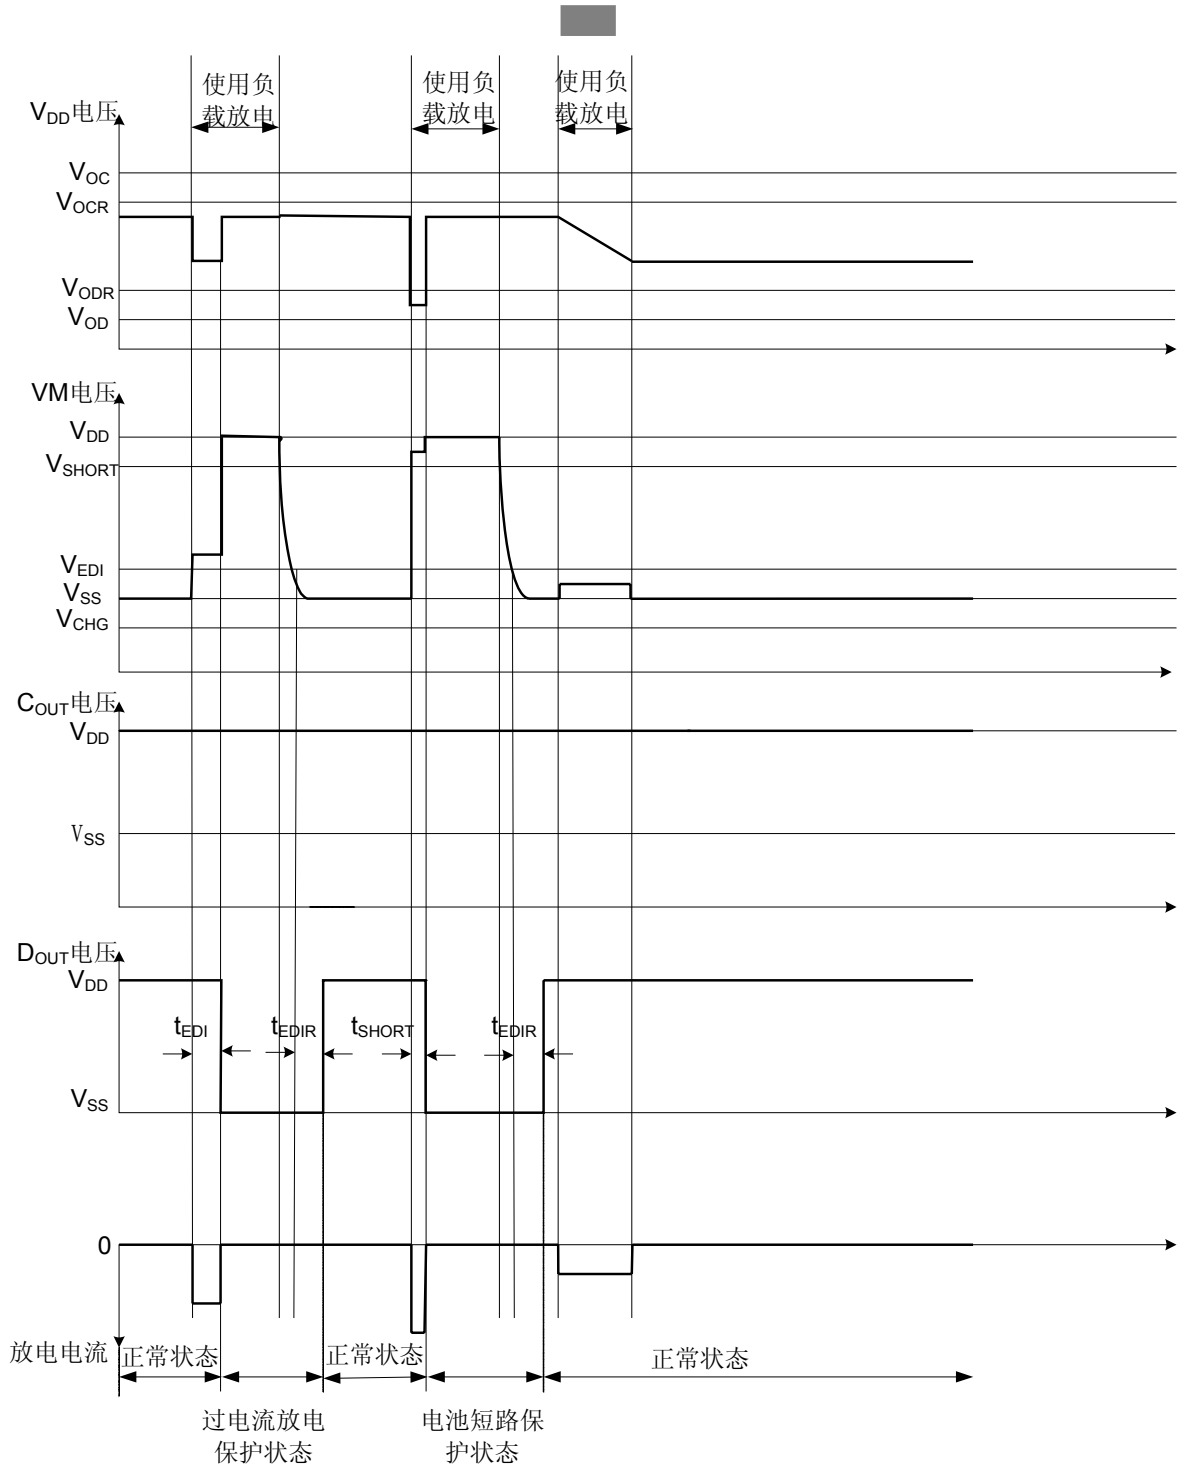 使用负
载放电
使用负
载放电
使用负
载放电
VDD电压
VOC
VOCR
VODR
VOD
VM电压
VDD
VSHORT
VEDI
VSS
VCHG
COUT电压
VDD
VSS
DOUT电压
VDD
tEDI
tEDIR
tSHORT
tEDIR
VSS
0
放电电流
正常状态
正常状态
正常状态
过电流放电
保护状态
电池短路保
护状态